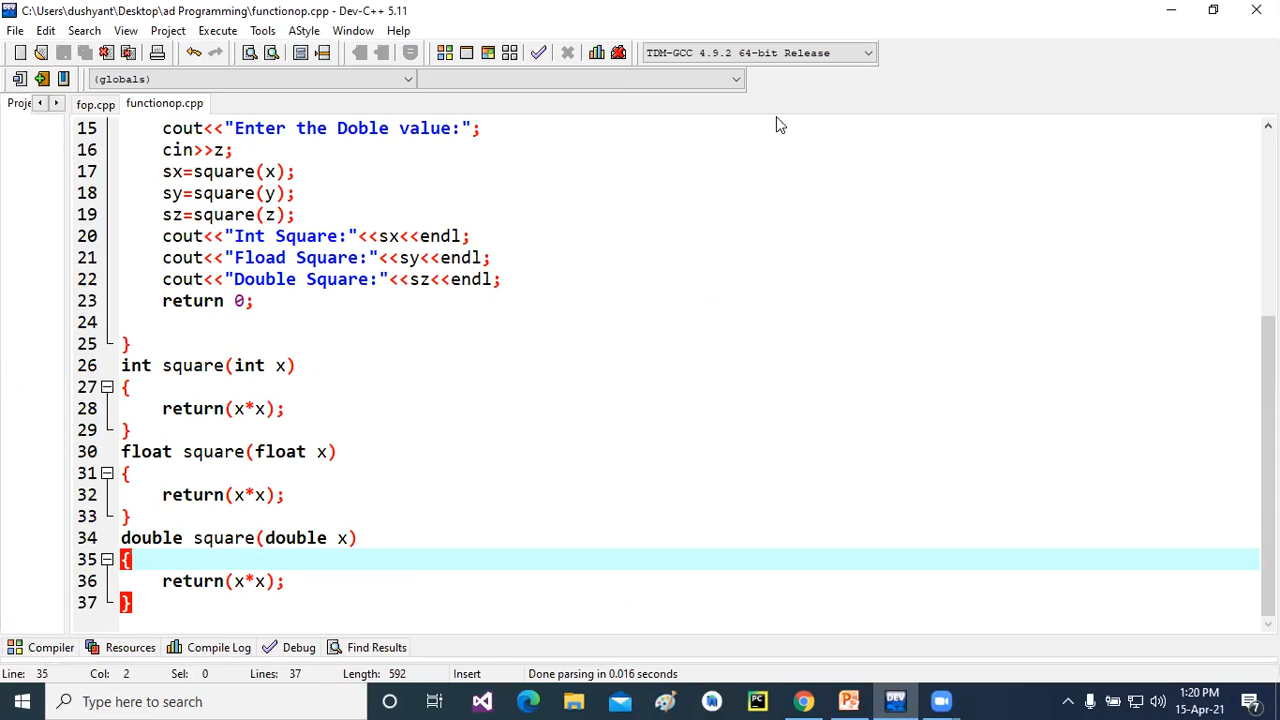 C:\Users\dushyant\Desktop\ad Programming\functionop.cpp - Dev-C++ 5.11
File Edit Search View Project Execute Tools AStyle Window Help
TDM-GCC 4.9.2 64-bit Release
(globals)
Proje fop.cpp functionop.cpp
15 cout<<"Enter the Doble value:";
16 cin>>z;
17 sx=square(x);
18 sy=square(y);
19 sz=square(z);
20 cout<<"Int Square:"<<sx<<endl;
21 cout<<"Fload Square:"<<sy<<endl;
22 cout<<"Double Square:"<<sz<<endl;
23 return 0;
24
25 }
26 int square(int x)
27 {
28 return(x*x);
29 }
30 float square(float x)
31 {
32 return(x*x);
33 }
34 double square(double x)
35 {
36 return(x*x);
37 }
Compiler Resources Compile Log Debug Find Results
Line: 35 Col: 2 Sel: 0 Lines: 37 Length: 592 Insert Done parsing in 0.016 seconds
Type here to search
DEV
PC
1:20 PM
15-Apr-21
7